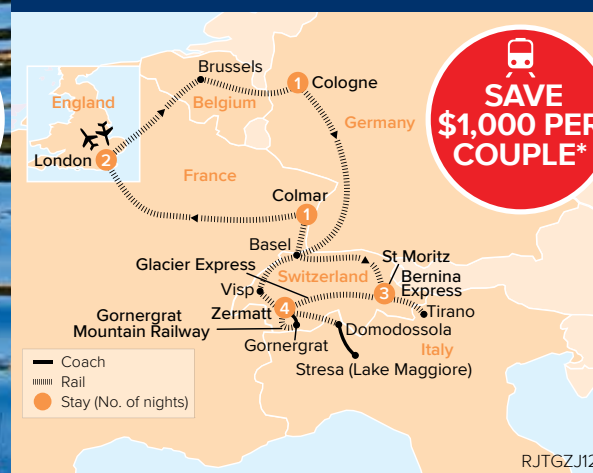 Brussels
1
Cologne
England
Belgium
Germany
London
2
France
Colmar
1
Basel
Glacier Express
Switzerland
St Moritz
Bernina
Express
Visp
3
Tirano
Gornergrat
Mountain Railway
Zermatt
4
Domodossola
Gornergrat
Italy
Stresa (Lake Maggiore)
Coach
Rail
Stay (No. of nights)
SAVE
$1,000 PER
COUPLE*
RJTGZJ12